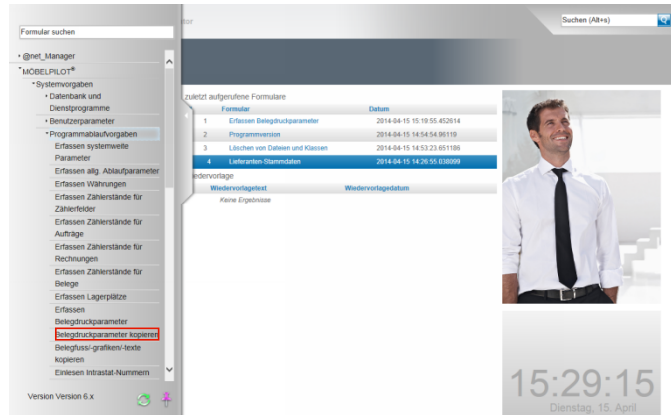 Formular suchen
@net_Manager
MÖBELPILOT®
Systemvorgaben
Datenbank und
Dienstprogramme
Benutzerparameter
Programmablaufvorgaben
Erfassen systemweite
Parameter
Erfassen allg. Ablaufparameter
Erfassen Währungen
Erfassen Zählerstände für
Zählerfelder
Erfassen Zählerstände für
Aufträge
Erfassen Zählerstände für
Rechnungen
Erfassen Zählerstände für
Belege
Erfassen Lagerplätze
Erfassen
Belegdruckparameter
Belegdruckparameter kopieren
Belegfuss/-grafiken/-texte
kopieren
Einlesen Intrastat-Nummern
Version Version 6.x
Suchen (Alt+s)
zuletzt aufgerufene Formulare
Formular Datum
1 Erfassen Belegdruckparameter 2014-04-15 15:19:55.452614
2 Programmversion 2014-04-15 14:54:54.96119
3 Löschen von Dateien und Klassen 2014-04-15 14:53:23.651186
4 Lieferanten-Stammdaten 2014-04-15 14:26:55.038099
edervorlage
Wiedervorlagetext Wiedervorlagedatum
Keine Ergebnisse
15:29:15
Dienstag, 15. April